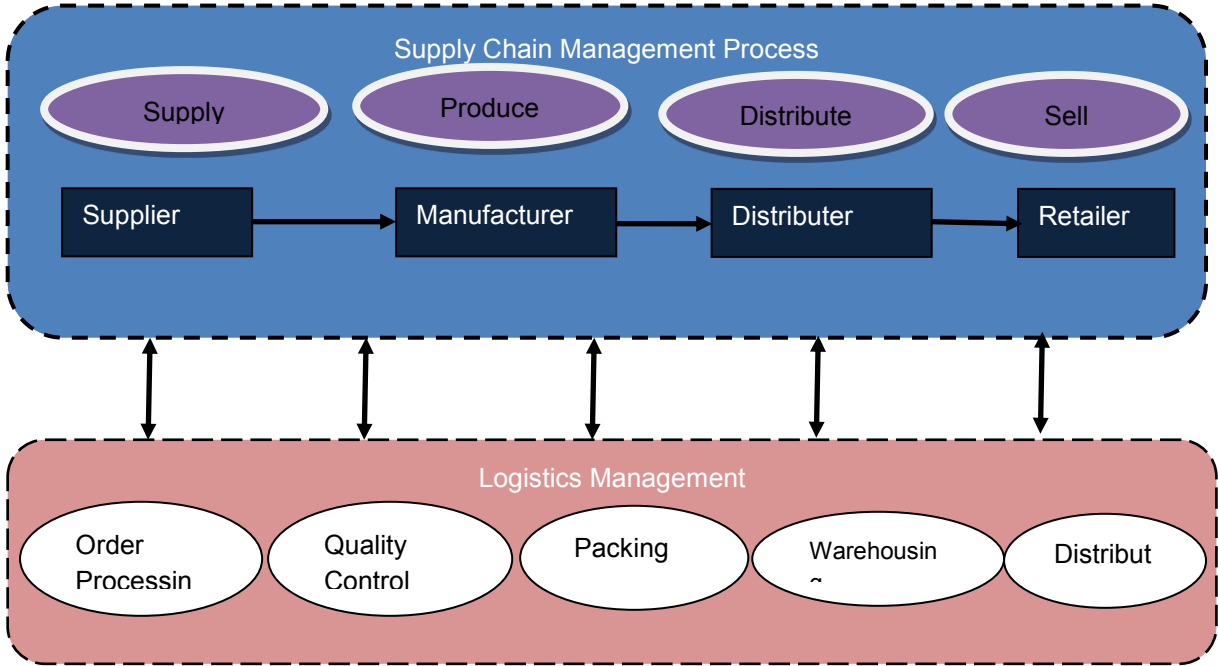 Supply Chain Management Process
Supply
Produce
Distribute
Sell
Supplier
Manufacturer
Distributer
Retailer
Logistics Management
Order
Processin
Quality
Control
Packing
Warehousin
g
Distribut